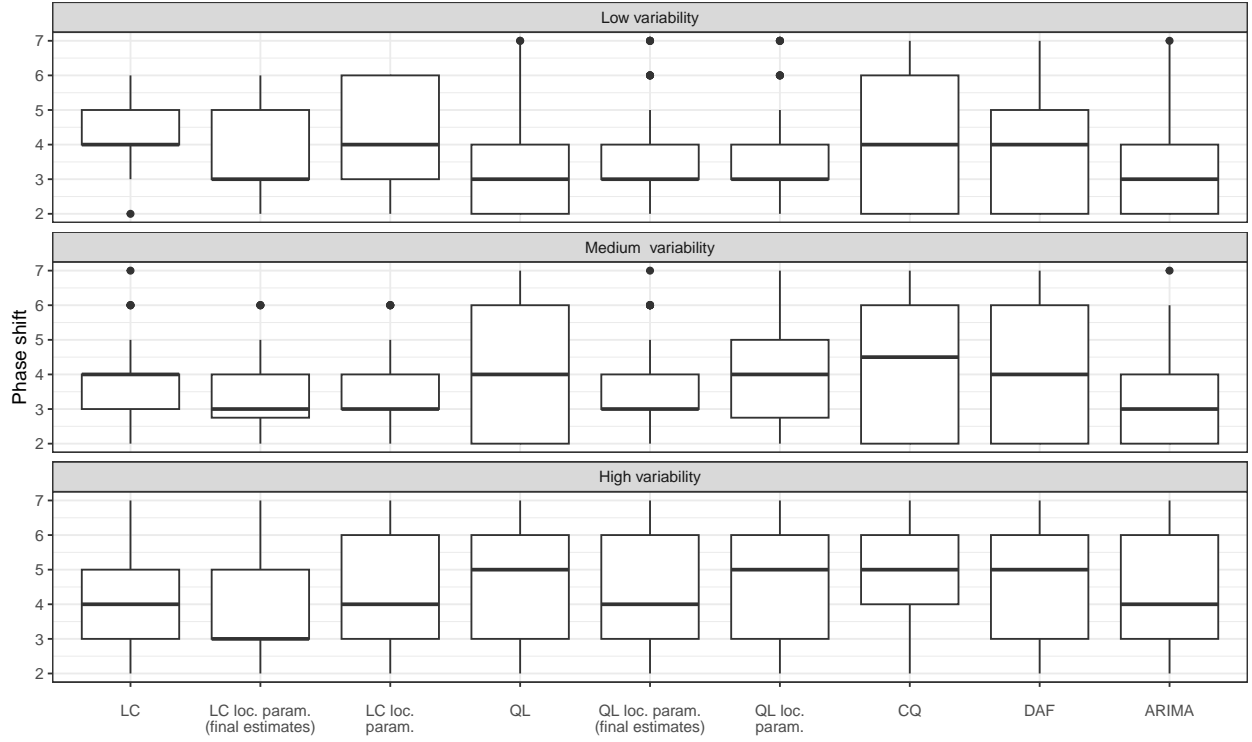 Low variability
7
6
5
4
3
2
Medium  variability
7
6
5
4
3
2
Phase shift
High variability
7
6
5
4
3
2
LC
LC loc. param.
(final estimates)
LC loc.
param.
QL
QL loc. param.
(final estimates)
QL loc.
param.
CQ
DAF
ARIMA